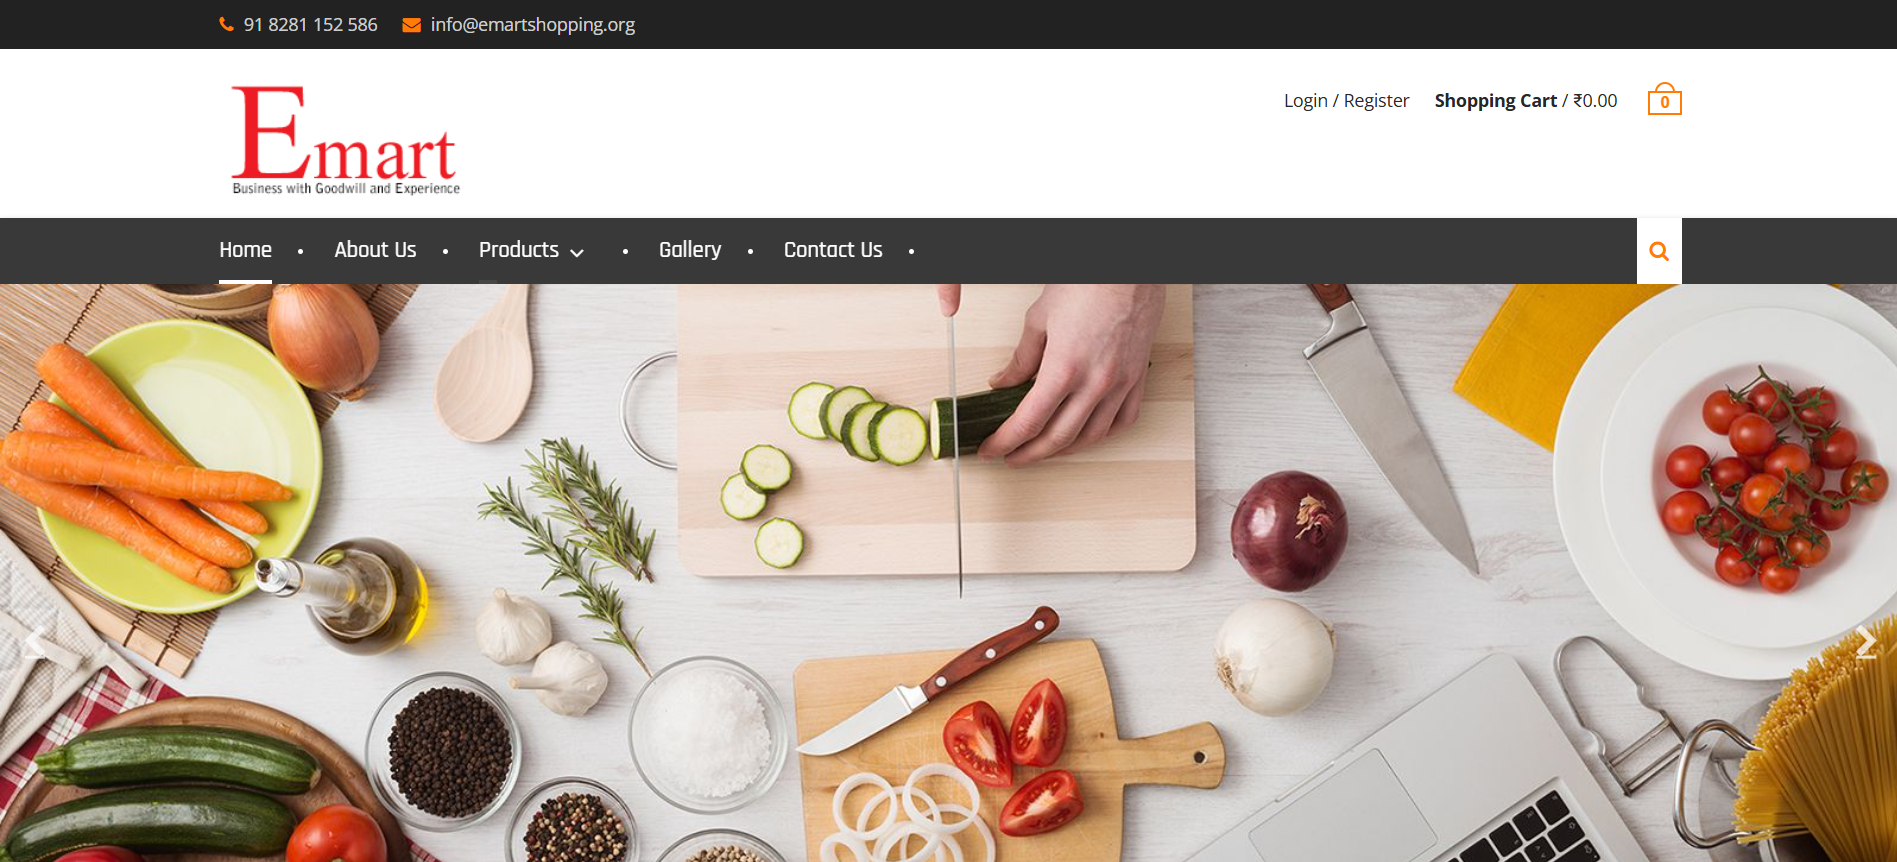 91 8281 152 586 info@emartshopping.org
Login / Register Shopping Cart / ₹0.00 0
Emart
Business with Goodwill and Experience
Home • About Us • Products • Gallery • Contact Us •